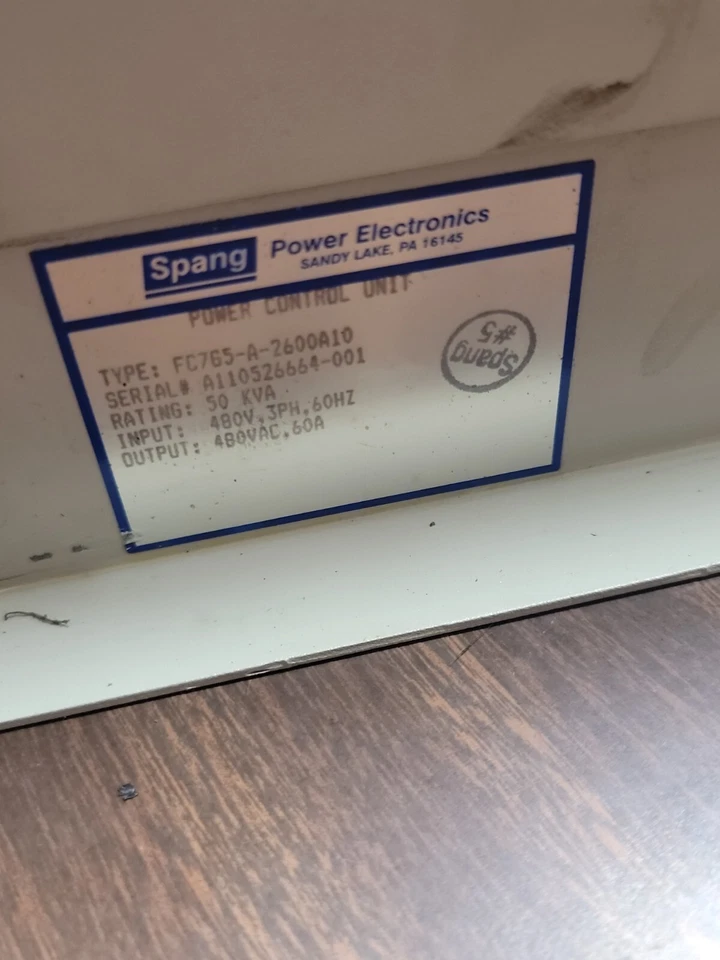 Spang Power Electronics
SANDY LAKE, PA 16145
POWER CONTROL UNIT
TYPE: FC7G5-A-2600A10
SERIAL# A110526664-001
RATING: 50 KVA
INPUT: 480V,3PH,60HZ
OUTPUT: 480VAC,60A
Spang
#5